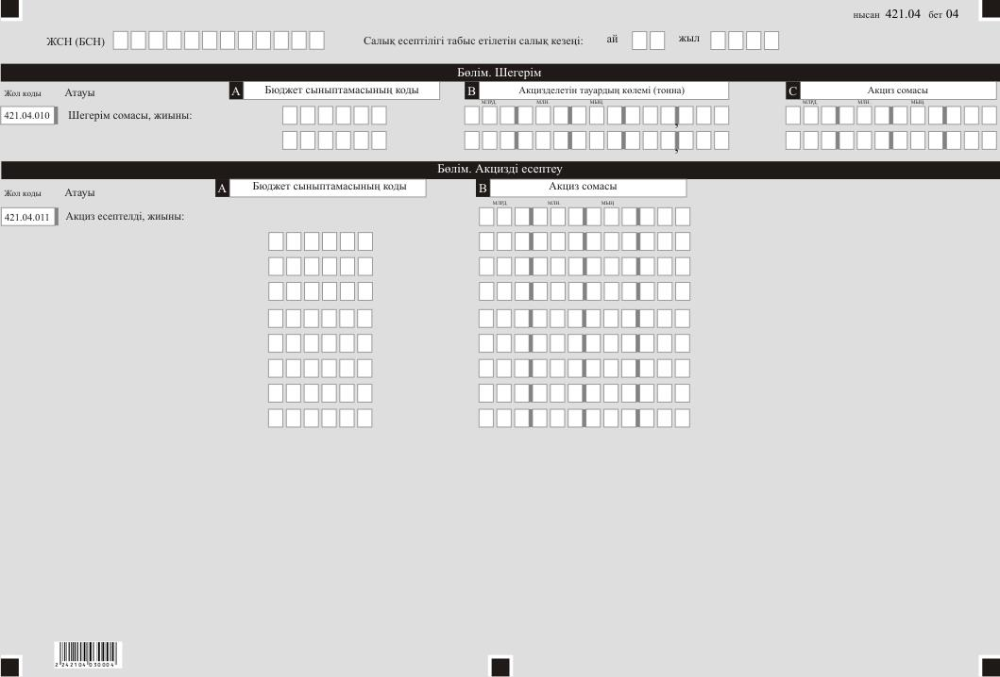 нысан 421.04 бет 04
ЖСН (БСН) Салық есептілігі табыс етілетін салық кезеңі: ай жыл
Бөлім. Шегерім
Жол коды Атауы A Бюджет сыныптамасының коды B Акцизделетін тауардың көлемі (тонна) C Акциз сомасы
МЛРД. МЛН. МЫҢ МЛРД. МЛН. МЫҢ
421.04.010 Шегерім сомасы, жиыны: ,
,
Бөлім. Акцизді есептеу
Жол коды Атауы A Бюджет сыныптамасының коды B Акциз сомасы
МЛРД. МЛН. МЫҢ
421.04.011 Акциз есептелді, жиыны:
2 242104 030004